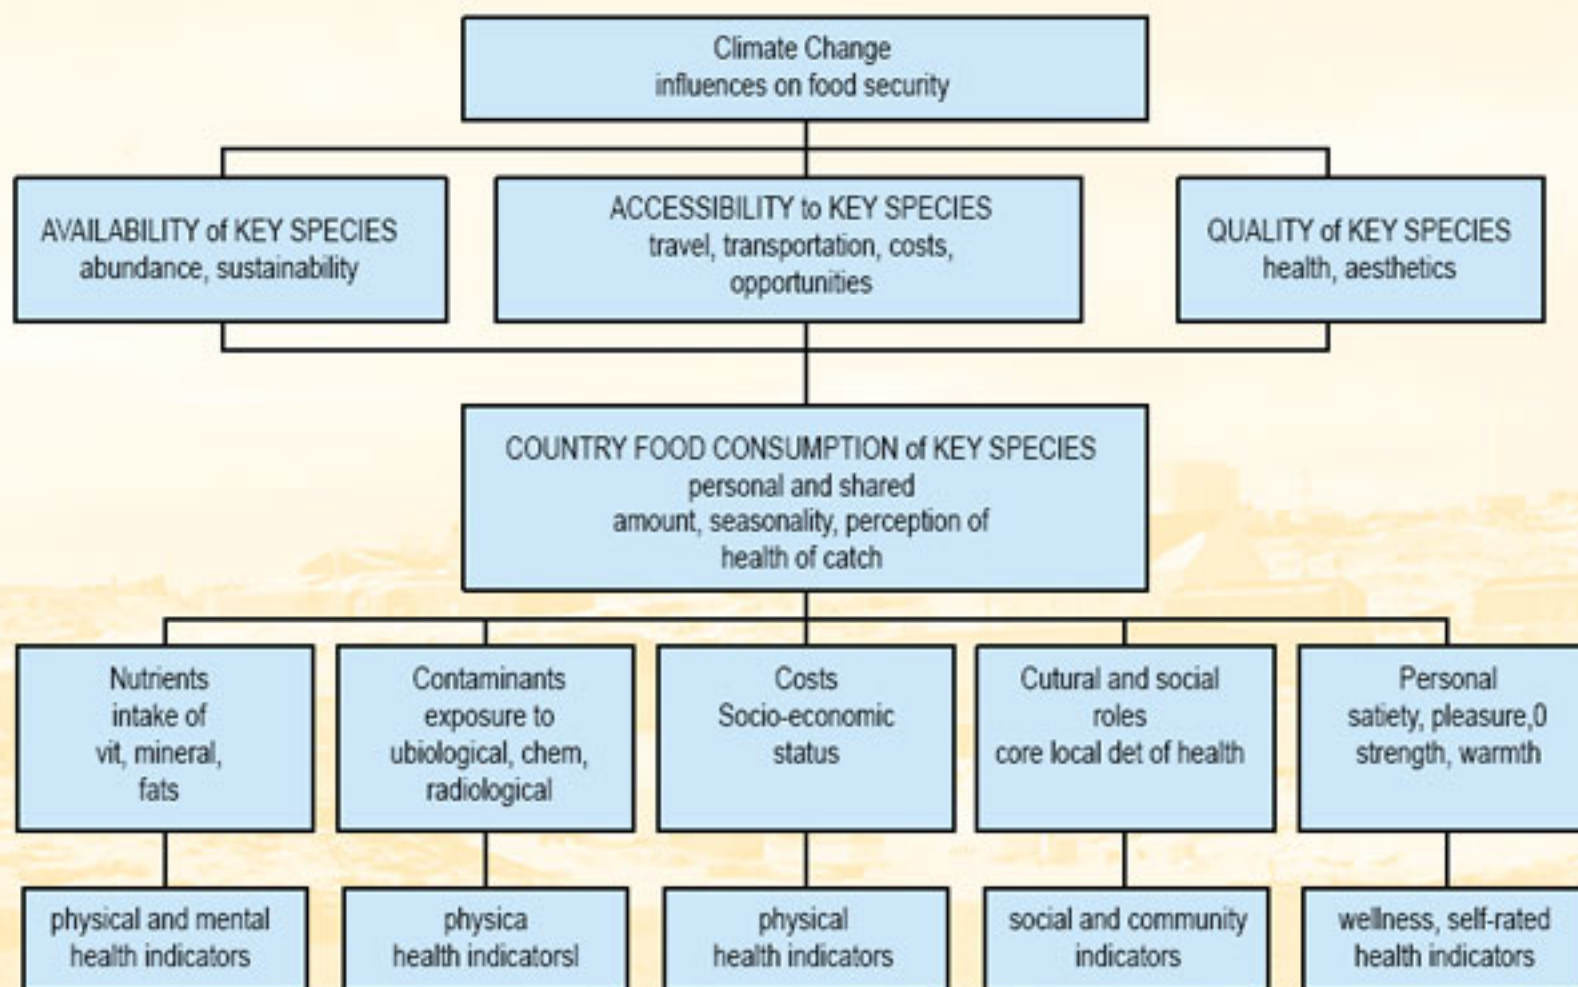 Climate Change
influences on food security
AVAILABILITY of KEY SPECIES
abundance, sustainability
ACCESSIBILITY to KEY SPECIES
travel, transportation, costs,
opportunities
QUALITY of KEY SPECIES
health, aesthetics
COUNTRY FOOD CONSUMPTION of KEY SPECIES
personal and shared
amount, seasonality, perception of
health of catch
Nutrients
intake of
vit, mineral,
fats
Contaminants
exposure to
ubiological, chem,
radiological
Costs
Socio-economic
status
Cutural and social
roles
core local det of health
Personal
satiety, pleasure,0
strength, warmth
physical and mental
health indicators
physica
health indicatorsl
physical
health indicators
social and community
indicators
wellness, self-rated
health indicators